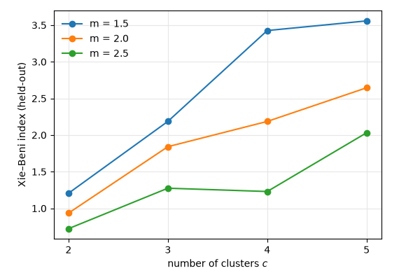 3.5
3.0
2.5
2.0
1.5
1.0
Xie–Beni index (held-out)
m = 1.5
m = 2.0
m = 2.5
2 3 4 5
number of clusters c